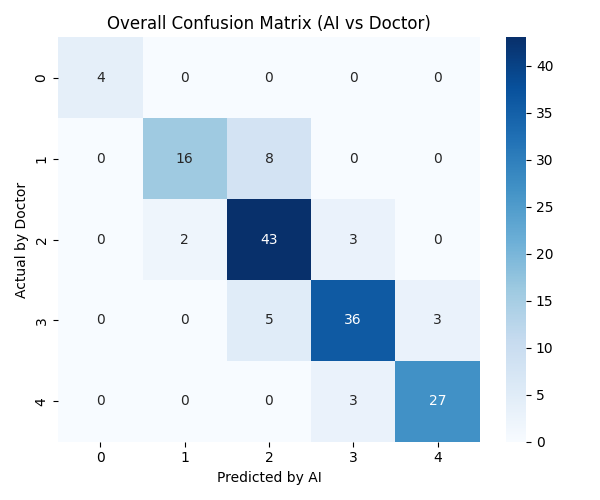 Overall Confusion Matrix (AI vs Doctor)
Actual by Doctor
0 4 0 0 0 0
1 0 16 8 0 0
2 0 2 43 3 0
3 0 0 5 36 3
4 0 0 0 3 27
0 1 2 3 4
Predicted by AI
40
35
30
25
20
15
10
5
0